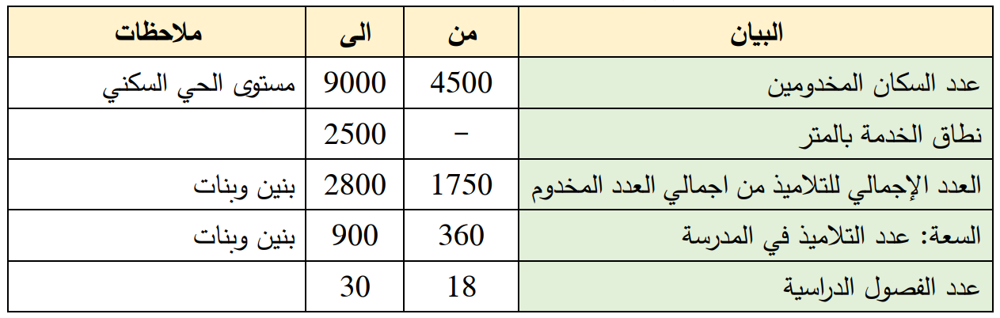 البيان من الى ملاحظات
عدد السكان المخدومين 4500 9000 مستوى الحي السكني
نطاق الخدمة بالمتر - 2500
العدد الإجمالي للتلاميذ من اجمالي العدد المخدوم 1750 2800 بنين وبنات
السعة: عدد التلاميذ في المدرسة 360 900 بنين وبنات
عدد الفصول الدراسية 18 30